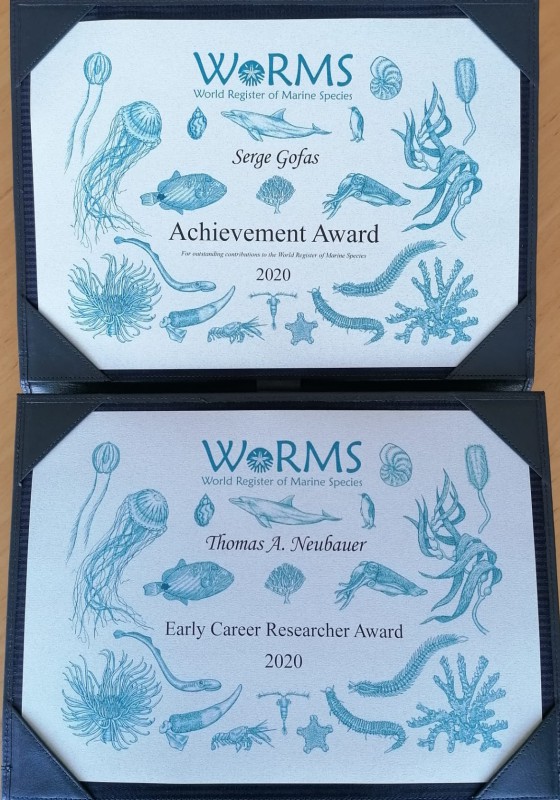 WoRMS
World Register of Marine Species
Serge Gofas
Achievement Award
For outstanding contributions to the World Register of Marine Species
2020
WoRMS
World Register of Marine Species
Thomas A. Neubauer
Early Career Researcher Award
2020